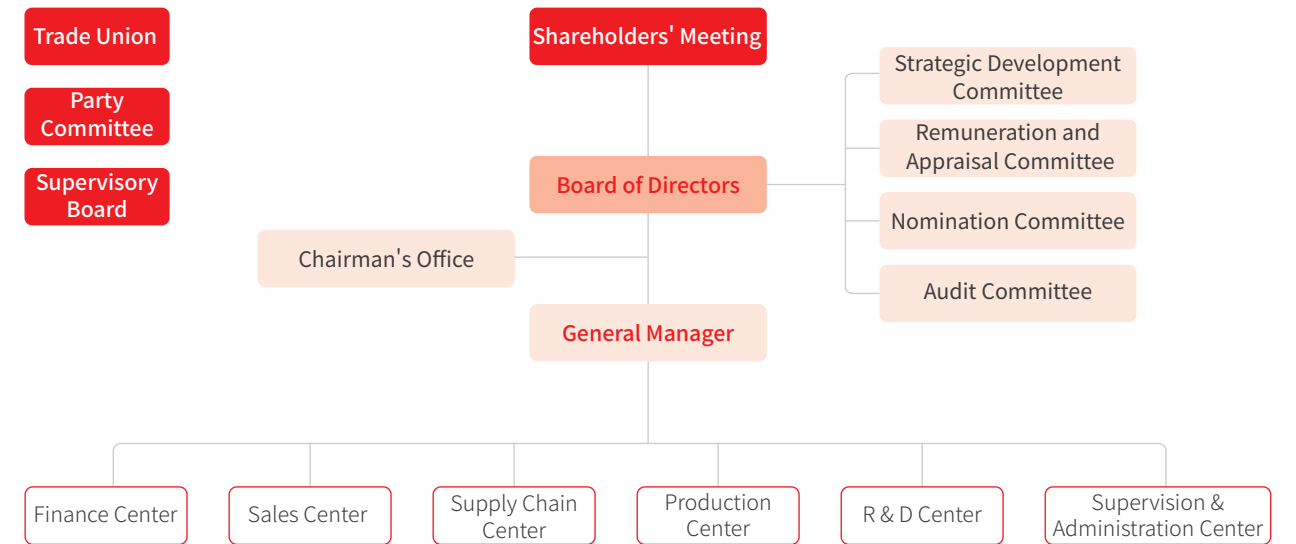 Trade Union
Party
Committee
Supervisory
Board
Shareholders' Meeting
Board of Directors
Strategic Development
Committee
Remuneration and
Appraisal Committee
Nomination Committee
Audit Committee
Chairman's Office
General Manager
Finance Center
Sales Center
Supply Chain
Center
Production
Center
R & D Center
Supervision &
Administration Center